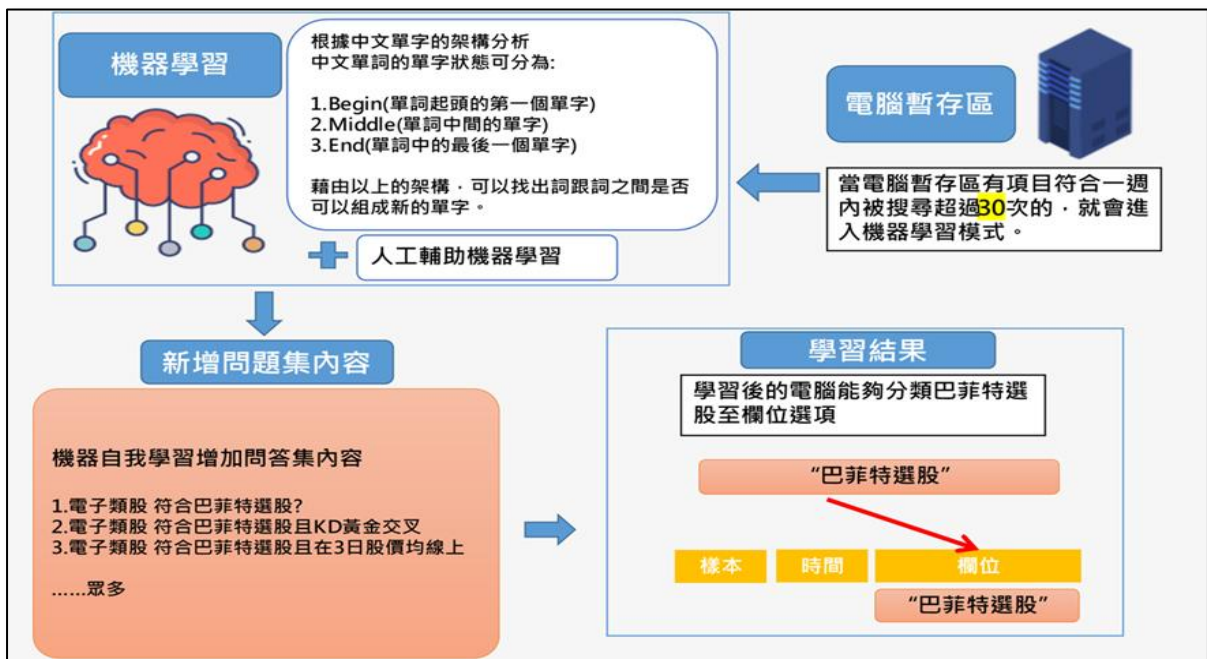 機器學習
根據中文單字的架構分析
中文單詞的單字狀態可分為:
1.Begin(單詞起頭的第一個單字)
2.Middle(單詞中間的單字)
3.End(單詞中的最後一個單字)
藉由以上的架構，可以找出詞跟詞之間是否
可以組成新的單字。
人工輔助機器學習
電腦暫存區
當電腦暫存區有項目符合一週
內被搜尋超過30次的，就會進
入機器學習模式。
新增問題集內容
機器自我學習增加問答集內容
1.電子類股 符合巴菲特選股?
2.電子類股 符合巴菲特選股且KD黃金交叉
3.電子類股 符合巴菲特選股且在3日股價均線上
......眾多
學習結果
學習後的電腦能夠分類巴菲特選
股至欄位選項
“巴菲特選股”
樣本 時間 欄位
“巴菲特選股”